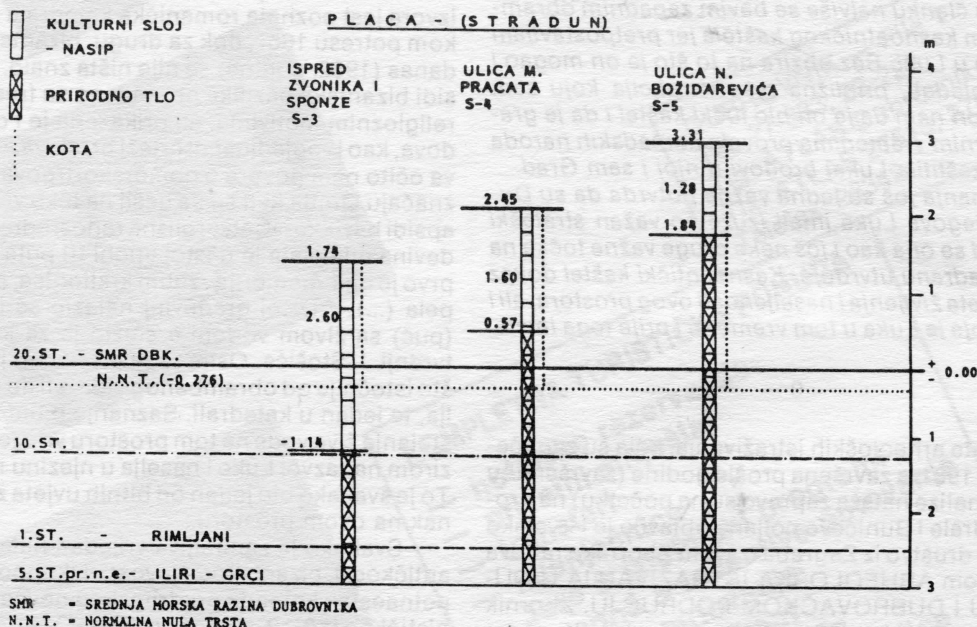 PLACA (STRADUN)
KULTURNI SLOJ
NASIP
PRIRODNO TLO
KOTA
ISPRED
ZVONIKA I
SPONZE
S-3
ULICA M.
PRACATA
S-4
ULICA N.
BOŽIDAREVIĆA
S-5
m
4
3
2
1
+
0.00
-
1
2
3
3.31
1.28
1.84
2.45
1.60
0.57
1.74
2.60
-1.14
20.ST. - SMR DBK.
N.N.T.(-0,276)
10.ST.
1.ST. - RIMLJANI
5.ST.pr.n.e.- ILIRI - GRCI
SMR = SREDNJA MORSKA RAZINA DUBROVNIKA
N.N.T. = NORMALNA NULA TRSTA